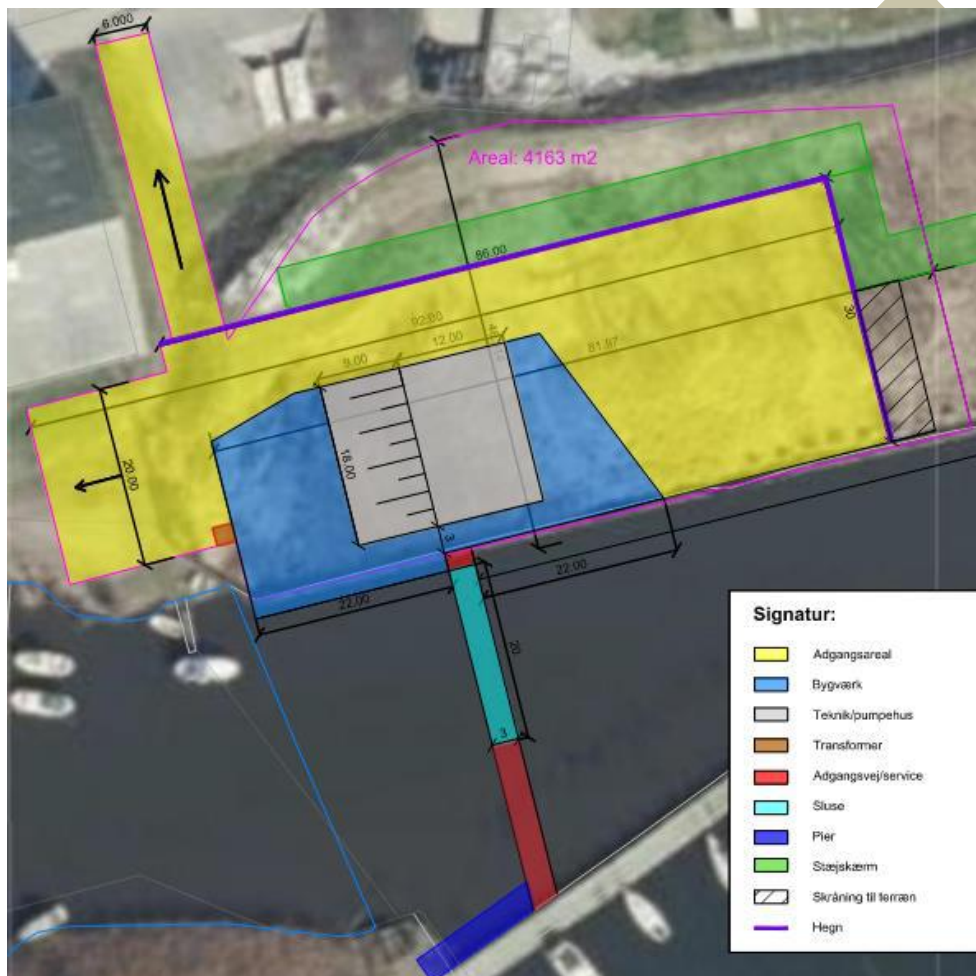 6.000
Areal: 4163 m2
86.00
92.00
12.00
9.00
81.97
30
20.00
18.00
3
22.00
22.00
20
3
Signatur:
Adgangsareal
Bygværk
Teknik/pumpehus
Transformer
Adgangsvej/service
Sluse
Pier
Støjskærm
Skråning til terræn
Hegn